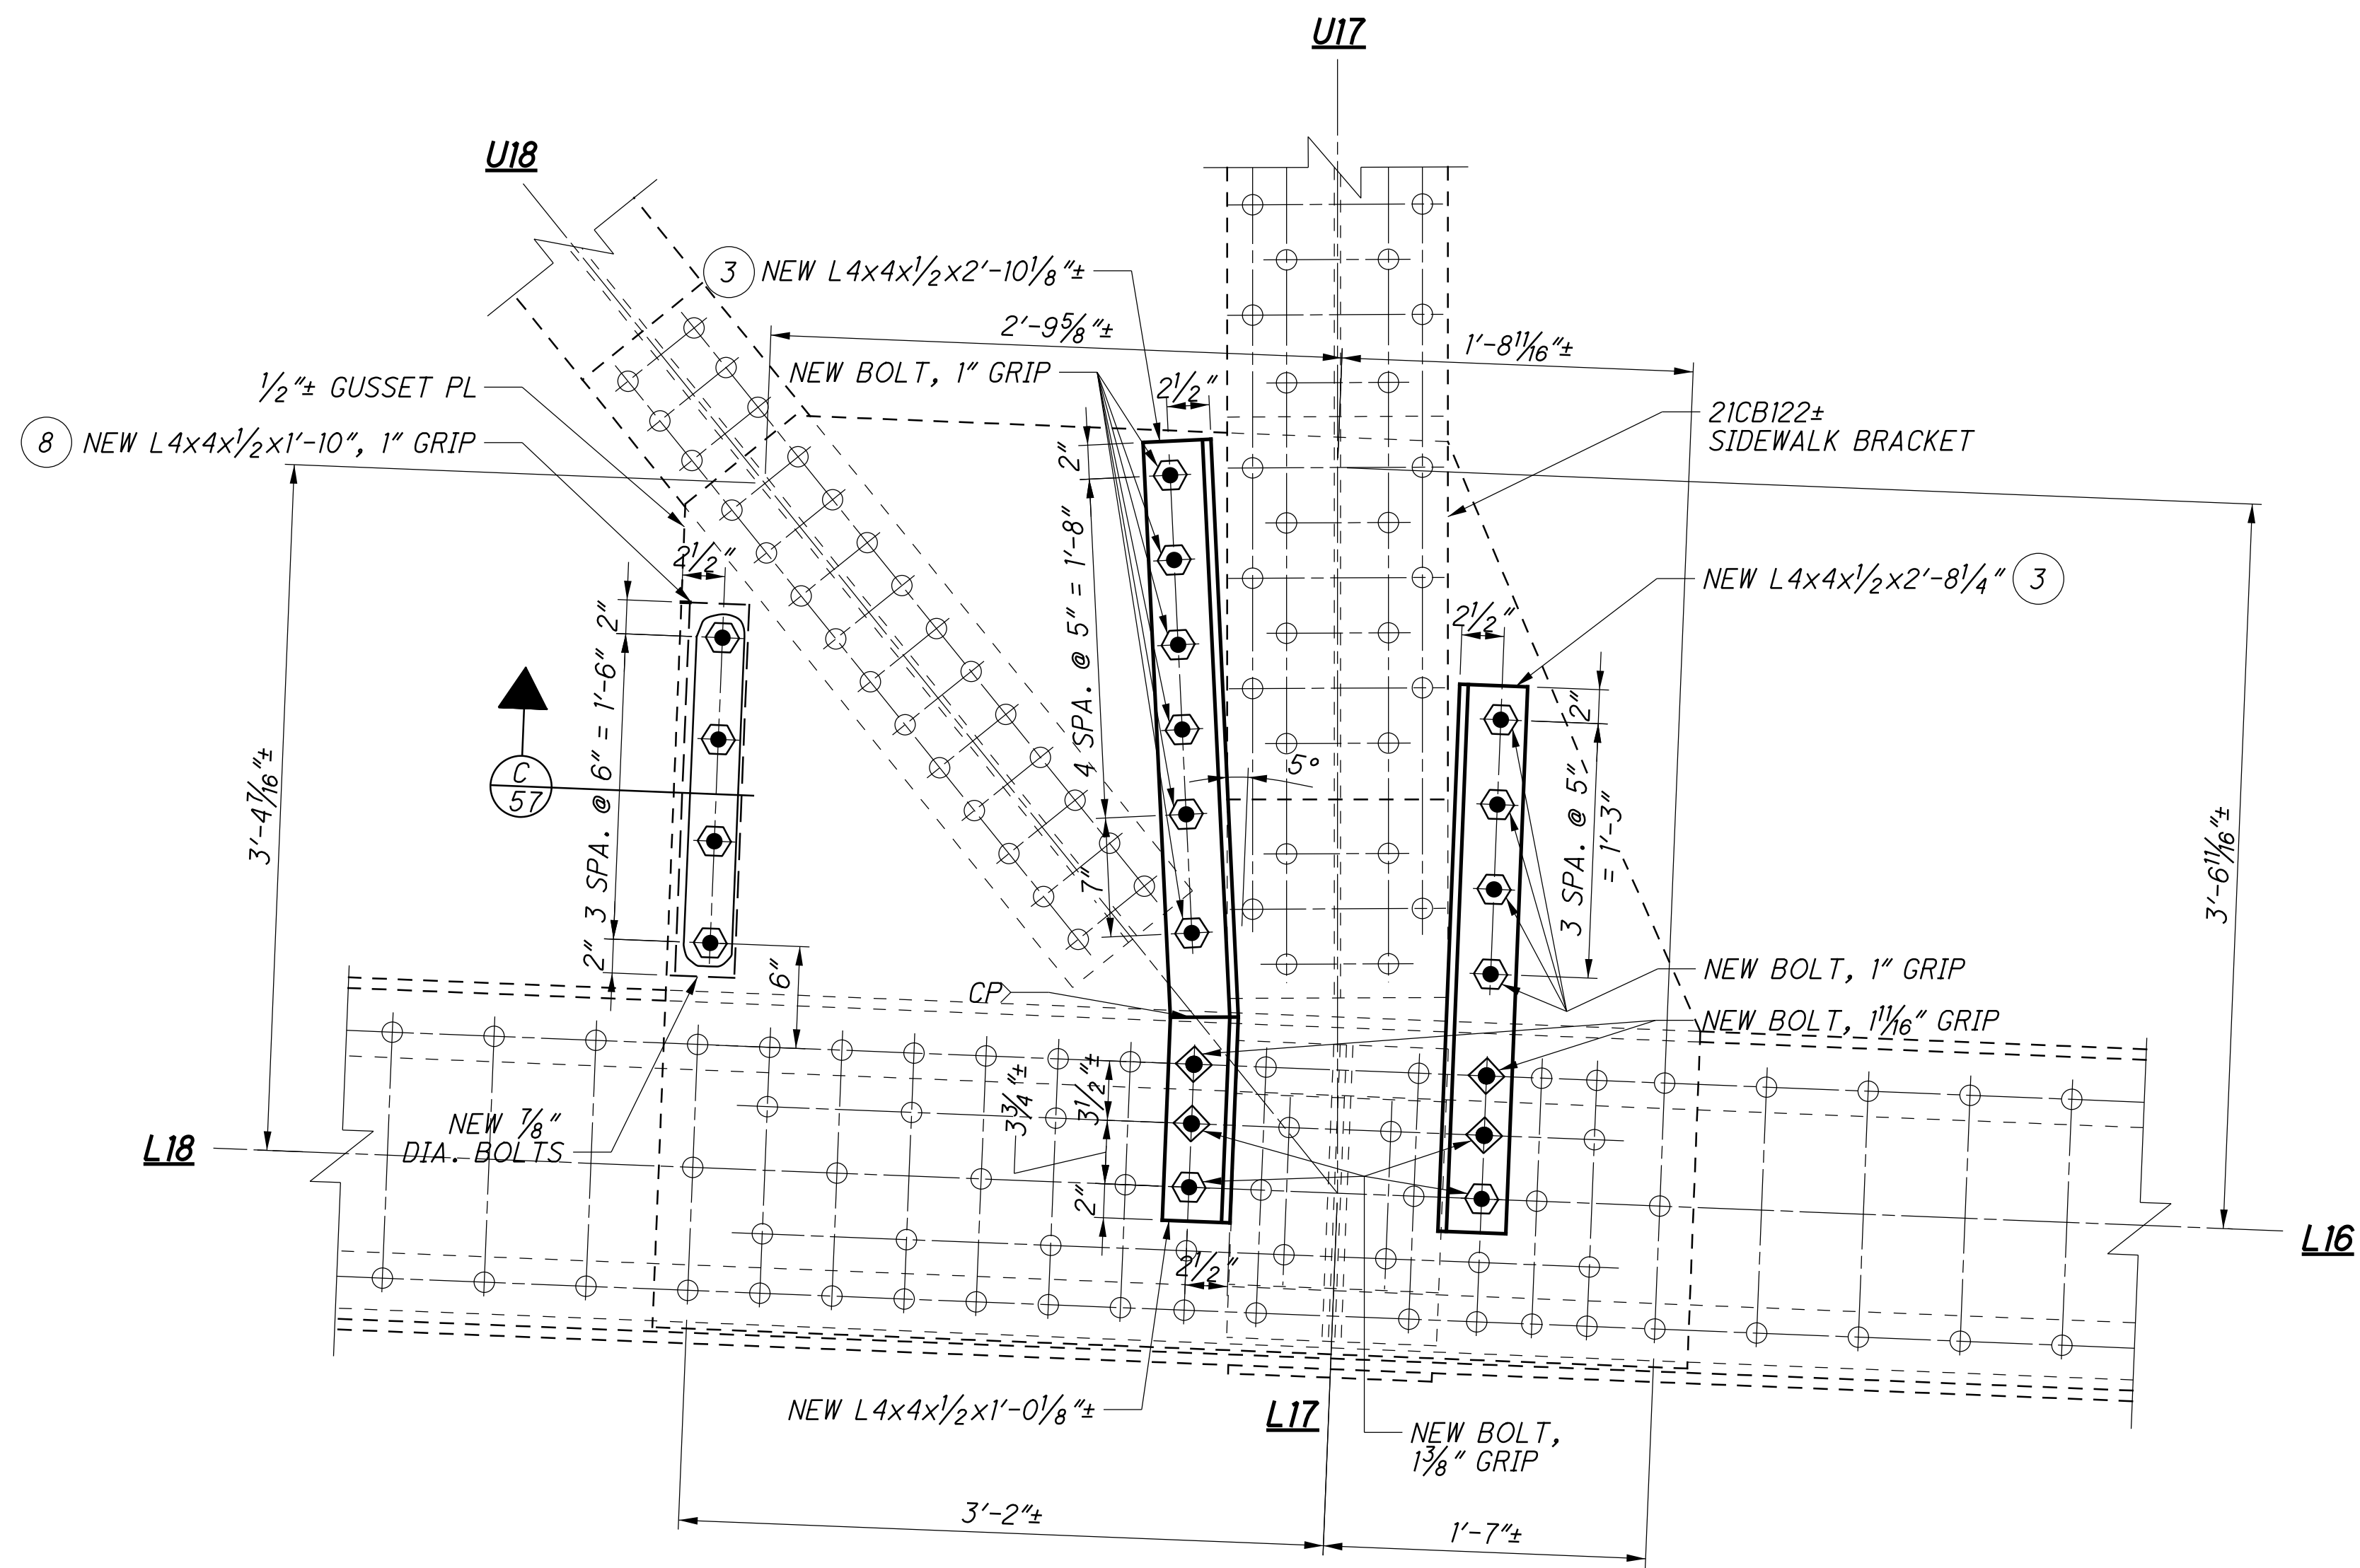 U17
U18
3 NEW L4x4x1/2x2'-10 1/8"±
2'-9 5/8"±
1'-8 11/16"±
NEW BOLT, 1" GRIP
2 1/2"
1/2"± GUSSET PL
21CB122±
SIDEWALK BRACKET
8 NEW L4x4x1/2x1'-10", 1" GRIP
2"
4 SPA. @ 5" = 1'-8"
7"
2 1/2"
NEW L4x4x1/2x2'-8 1/4" 3
2 1/2"
2"
3 SPA. @ 6" = 1'-6"
2"
2"
3 SPA. @ 5"
= 1'-3"
C
57
5°
3'-4 7/16"±
3'-6 11/16"±
6"
CP
NEW BOLT, 1" GRIP
NEW BOLT, 1 11/16" GRIP
3 3/4"±
3 1/2"±
2"
NEW 7/8"
DIA. BOLTS
L18
L16
2 1/2"
NEW L4x4x1/2x1'-0 1/8"±
L17
NEW BOLT,
1 3/8" GRIP
3'-2"±
1'-7"±